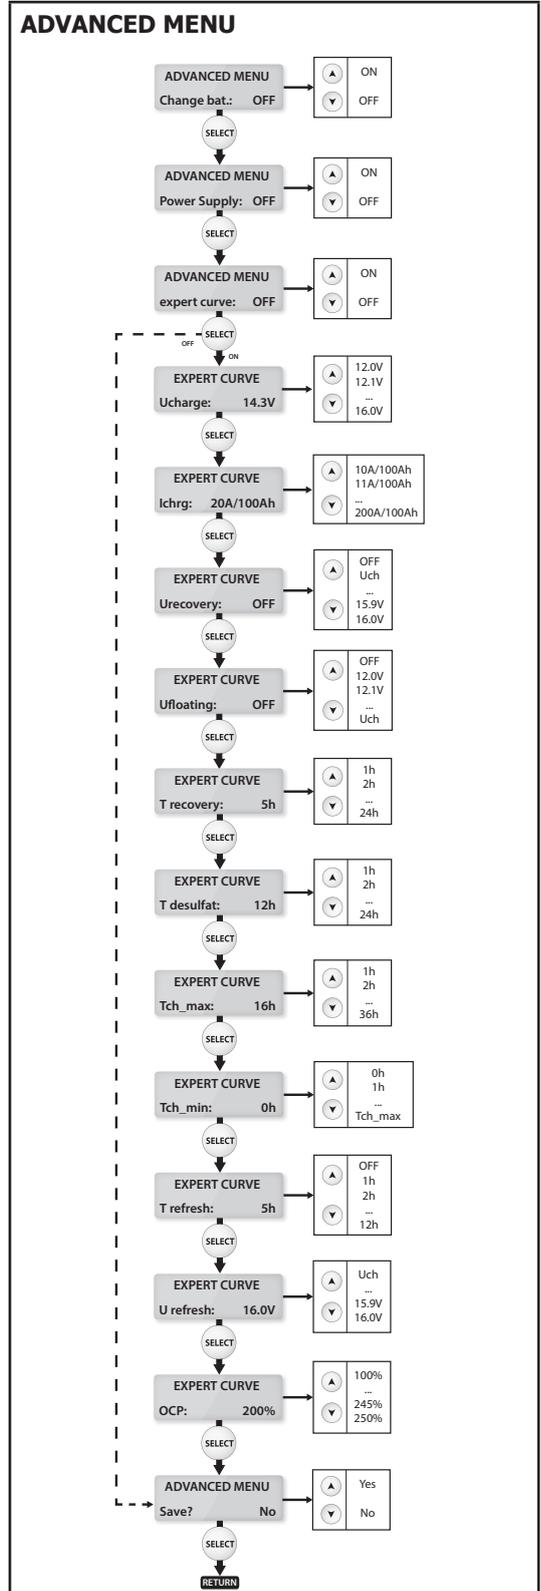 ADVANCED MENU
ADVANCED MENU
Change bat.: OFF
ON
OFF
SELECT
ADVANCED MENU
Power Supply: OFF
ON
OFF
SELECT
ADVANCED MENU
expert curve: OFF
ON
OFF
SELECT
OFF
ON
EXPERT CURVE
Ucharge: 14.3V
12.0V
12.1V
...
16.0V
SELECT
EXPERT CURVE
Ichrg: 20A/100Ah
10A/100Ah
11A/100Ah
...
200A/100Ah
SELECT
EXPERT CURVE
Urecovery: OFF
OFF
Uch
...
15.9V
16.0V
SELECT
EXPERT CURVE
Ufloating: OFF
OFF
12.0V
12.1V
...
Uch
SELECT
EXPERT CURVE
T recovery: 5h
1h
2h
...
24h
SELECT
EXPERT CURVE
T desulfat: 12h
1h
2h
...
24h
SELECT
EXPERT CURVE
Tch_max: 16h
1h
2h
...
36h
SELECT
EXPERT CURVE
Tch_min: 0h
0h
1h
...
Tch_max
SELECT
EXPERT CURVE
T refresh: 5h
OFF
1h
2h
...
12h
SELECT
EXPERT CURVE
U refresh: 16.0V
Uch
...
15.9V
16.0V
SELECT
EXPERT CURVE
OCP: 200%
100%
...
245%
250%
SELECT
ADVANCED MENU
Save? No
Yes
No
SELECT
RETURN